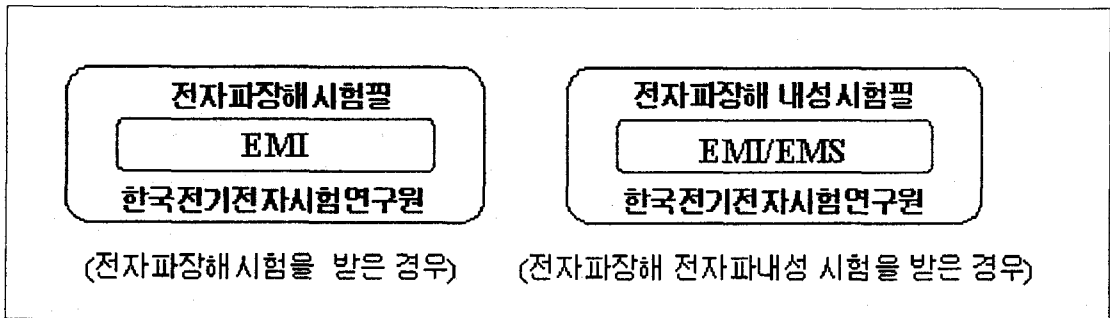 전자파장해시험필
EMI
한국전기전자시험연구원
(전자파장해시험을 받은 경우)
전자파장해 내성시험필
EMI/EMS
한국전기전자시험연구원
(전자파장해 전자파내성 시험을 받은 경우)